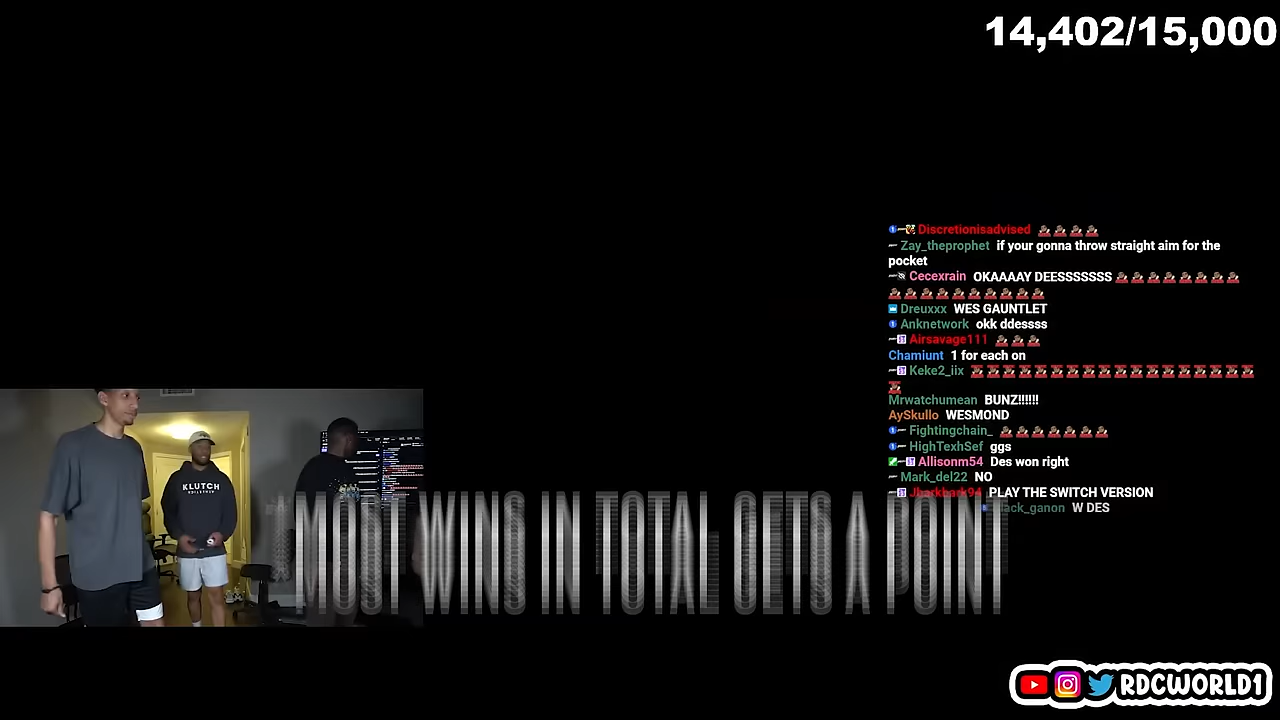 14,402/15,000
Discretionisadvised
Zay_theprophet if your gonna throw straight aim for the
pocket
Cecexrain OKAAAAY DEESSSSSSS
Dreuxxx WES GAUNTLET
Anknetwork okk ddessss
Airsavage111
Chamiunt 1 for each on
Keke2_iix
Mrwatchumean BUNZ!!!!!!
AySkullo WESMOND
Fightingchain_
HighTexhSef ggs
Allisonm54 Des won right
Mark_del22 NO
PLAY THE SWITCH VERSION
W DES
KLUTCH
MOST WINS IN TOTAL GETS A POINT
RDCWORLD1